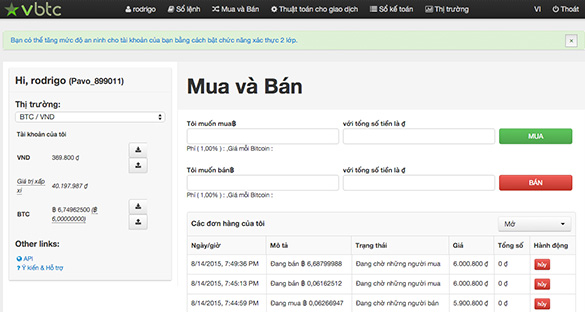 vbtc
rodrigo Sổ lệnh Mua và Bán Thuật toán cho giao dịch Sổ kế toán Thị trường VI Thoát
Bạn có thể tăng mức độ an ninh cho tài khoản của bạn bằng cách bật chức năng xác thực 2 lớp. ×
Hi, rodrigo (Pavo_899011)
Thị trường:
BTC / VND
Tài khoản của tôi
VND 369.800 ₫
Giá trị xấp xỉ 40.197.987 ₫
BTC ฿ 6,74962500 (฿ 6,00000000)
Other links:
API
Ý kiến & Hỗ trợ
Mua và Bán
Tôi muốn mua฿ với tổng số tiền là ₫
MUA
Phí ( 1,00% ) : ,Giá mỗi Bitcoin :
Tôi muốn bán฿ với tổng số tiền là ₫
BÁN
Phí ( 1,00% ) : ,Giá mỗi Bitcoin :
Các đơn hàng của tôi Mở
Ngày/giờ Mô tả Trạng thái Giá Tổng số Hành động
8/14/2015, 7:49:36 PM Đang bán ฿ 6,68799988 Đang chờ những người mua 6.000.800 ₫ 0 ₫ hủy
8/14/2015, 7:45:13 PM Đang bán ฿ 0,06162512 Đang chờ những người mua 6.000.800 ₫ 0 ₫ hủy
8/14/2015, 7:44:59 PM Đang mua ฿ 0,06266947 Đang chờ những người bán 5.900.800 ₫ 0 ₫ hủy